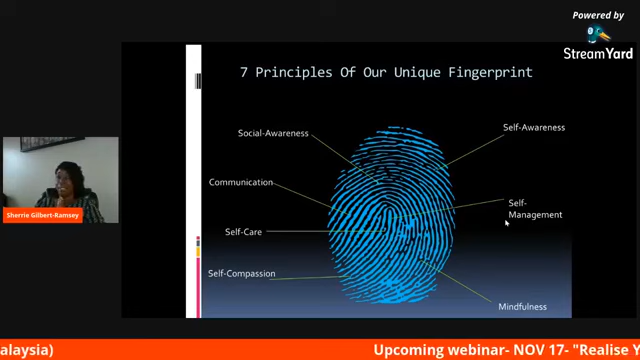 Powered by
StreamYard
7 Principles Of Our Unique Fingerprint
Social-Awareness
Self-Awareness
Communication
Self-
Management
Self-Care
Self-Compassion
Mindfulness
Sherrie Gilbert-Ramsey
alaysia)
Upcoming webinar- NOV 17- "Realise Y